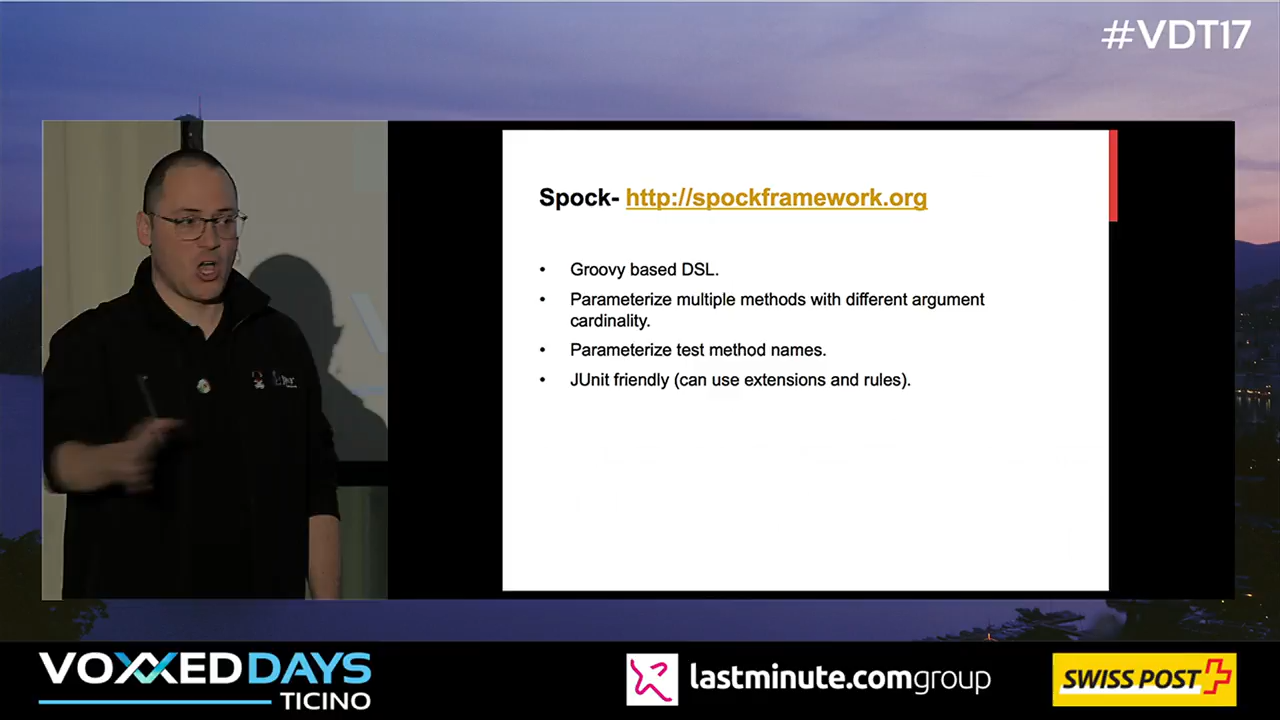 #VDT17
Spock- http://spockframework.org
• Groovy based DSL.
• Parameterize multiple methods with different argument
cardinality.
• Parameterize test method names.
• JUnit friendly (can use extensions and rules).
VOXXEDDAYS
TICINO
lastminute.comgroup
SWISS POST